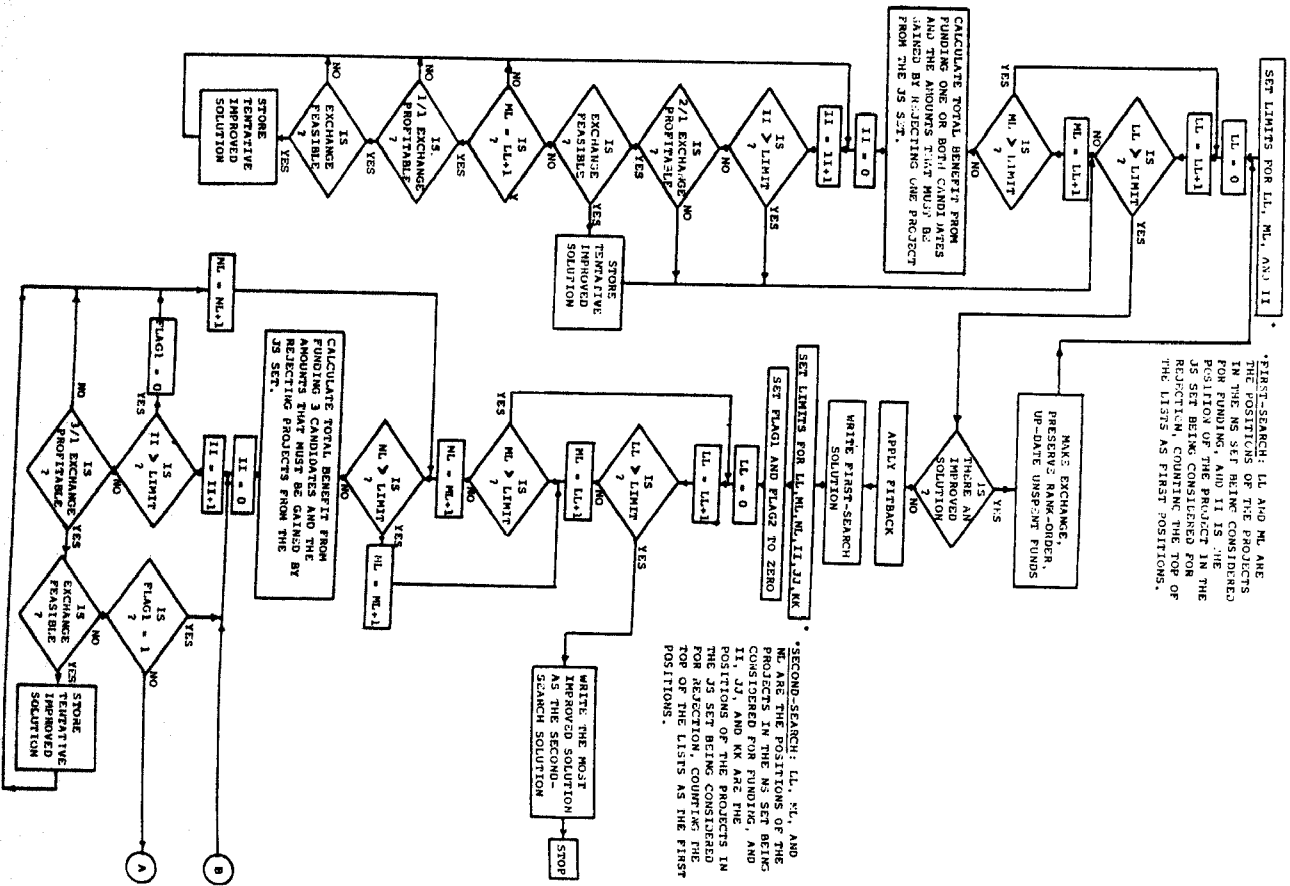 SET LIMITS FOR LL, ML, AND II
*
LL = 0
LL = LL+1
IS
LL > LIMIT
?
YES
NO
ML = LL+1
IS
ML > LIMIT
?
YES
NO
CALCULATE TOTAL BENEFIT FROM
FUNDING ONE OR BOTH CANDIDATES
AND THE AMOUNTS THAT MUST BE
GAINED BY REJECTING ONE PROJECT
FROM THE JS SET.
II = 0
II = II+1
IS
II > LIMIT
?
YES
NO
IS
2/1 EXCHANGE
PROFITABLE
?
NO
YES
IS
EXCHANGE
FEASIBLE
?
YES
NO
STORE
TENTATIVE
IMPROVED
SOLUTION
IS
ML = LL+1
?
NO
Y
IS
1/1 EXCHANGE
PROFITABLE
?
NO
YES
IS
EXCHANGE
FEASIBLE
?
NO
YES
STORE
TENTATIVE
IMPROVED
SOLUTION
*FIRST-SEARCH: LL AND ML ARE
THE POSITIONS OF THE PROJECTS
IN THE NS SET BEING CONSIDERED
FOR FUNDING AND II IS THE
POSITION OF THE PROJECT IN THE
JS SET BEING CONSIDERED FOR
REJECTION, COUNTING THE TOP OF
THE LISTS AS FIRST POSITIONS.
MAKE EXCHANGE,
PRESERVE RANK-ORDER,
UP-DATE UNSPENT FUNDS
YES
IS
THERE AN
IMPROVED
SOLUTION
?
NO
APPLY FITBACK
WRITE FIRST-SEARCH
SOLUTION
SET LIMITS FOR LL,ML,NL,II,JJ,KK
*
SET FLAG1 AND FLAG2 TO ZERO
LL = 0
LL = LL+1
IS
LL > LIMIT
?
YES
NO
ML = LL+1
IS
ML > LIMIT
?
YES
NO
NL = ML+1
IS
NL > LIMIT
?
YES
NO
ML = ML+1
CALCULATE TOTAL BENEFIT FROM
FUNDING 3 CANDIDATES AND THE
AMOUNTS THAT MUST BE GAINED BY
REJECTING PROJECTS FROM THE
JS SET.
NL = NL+1
II = 0
II = II+1
IS
II > LIMIT
?
YES
NO
FLAG1 = 0
IS
3/1 EXCHANGE
PROFITABLE
?
NO
YES
IS
EXCHANGE
FEASIBLE
?
YES
NO
STORE
TENTATIVE
IMPROVED
SOLUTION
IS
FLAG1 = 1
?
YES
NO
A
B
*SECOND-SEARCH: LL, ML, AND
NL ARE THE POSITIONS OF THE
PROJECTS IN THE NS SET BEING
CONSIDERED FOR FUNDING, AND
II, JJ, AND KK ARE THE
POSITIONS OF THE PROJECTS IN
THE JS SET BEING CONSIDERED
FOR REJECTION, COUNTING THE
TOP OF THE LISTS AS THE FIRST
POSITIONS.
WRITE THE MOST
IMPROVED SOLUTION
AS THE SECOND-
SEARCH SOLUTION
STOP